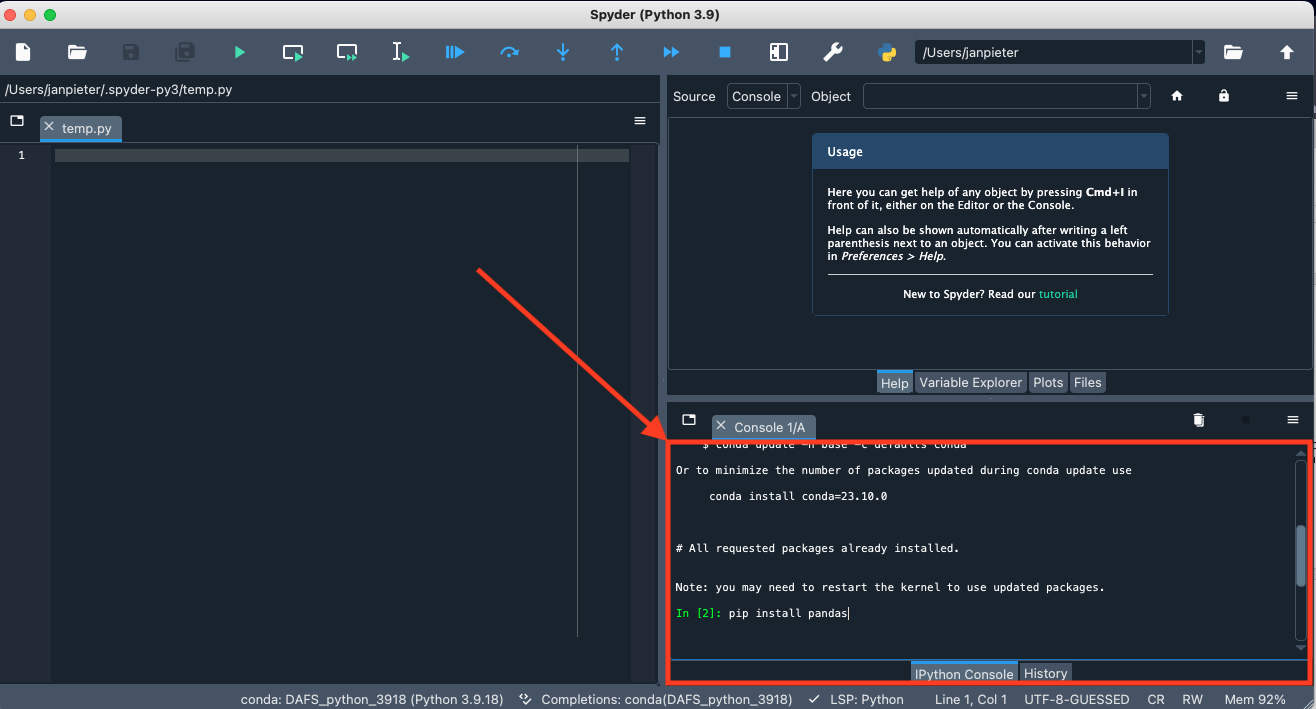 Spyder (Python 3.9)
/Users/janpieter
/Users/janpieter/.spyder-py3/temp.py
temp.py
1
Source Console Object
Usage
Here you can get help of any object by pressing Cmd+I in
front of it, either on the Editor or the Console.
Help can also be shown automatically after writing a left
parenthesis next to an object. You can activate this behavior
in Preferences > Help.
New to Spyder? Read our tutorial
Help Variable Explorer Plots Files
Console 1/A
$ conda update -n base -c defaults conda
Or to minimize the number of packages updated during conda update use
conda install conda=23.10.0
# All requested packages already installed.
Note: you may need to restart the kernel to use updated packages.
In [2]: pip install pandas
IPython Console History
conda: DAFS_python_3918 (Python 3.9.18) Completions: conda(DAFS_python_3918) LSP: Python Line 1, Col 1 UTF-8-GUESSED CR RW Mem 92%